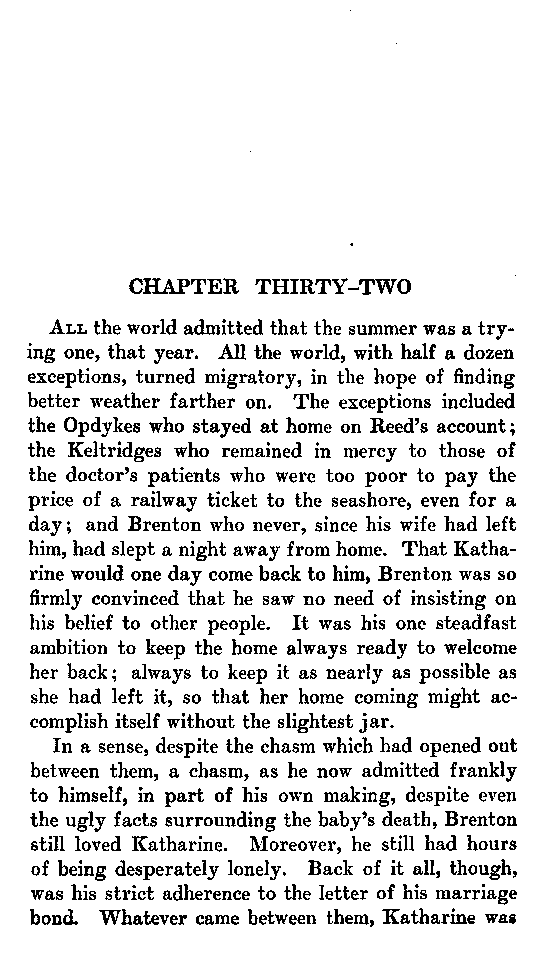 CHAPTER THIRTY-TWO
ALL the world admitted that the summer was a try-
ing one, that year. All the world, with half a dozen
exceptions, turned migratory, in the hope of finding
better weather farther on. The exceptions included
the Opdykes who stayed at home on Reed's account;
the Keltridges who remained in mercy to those of
the doctor's patients who were too poor to pay the
price of a railway ticket to the seashore, even for a
day; and Brenton who never, since his wife had left
him, had slept a night away from home. That Katha-
rine would one day come back to him, Brenton was so
firmly convinced that he saw no need of insisting on
his belief to other people. It was his one steadfast
ambition to keep the home always ready to welcome
her back; always to keep it as nearly as possible as
she had left it, so that her home coming might ac-
complish itself without the slightest jar.
In a sense, despite the chasm which had opened out
between them, a chasm, as he now admitted frankly
to himself, in part of his own making, despite even
the ugly facts surrounding the baby's death, Brenton
still loved Katharine. Moreover, he still had hours
of being desperately lonely. Back of it all, though,
was his strict adherence to the letter of his marriage
bond. Whatever came between them, Katharine was